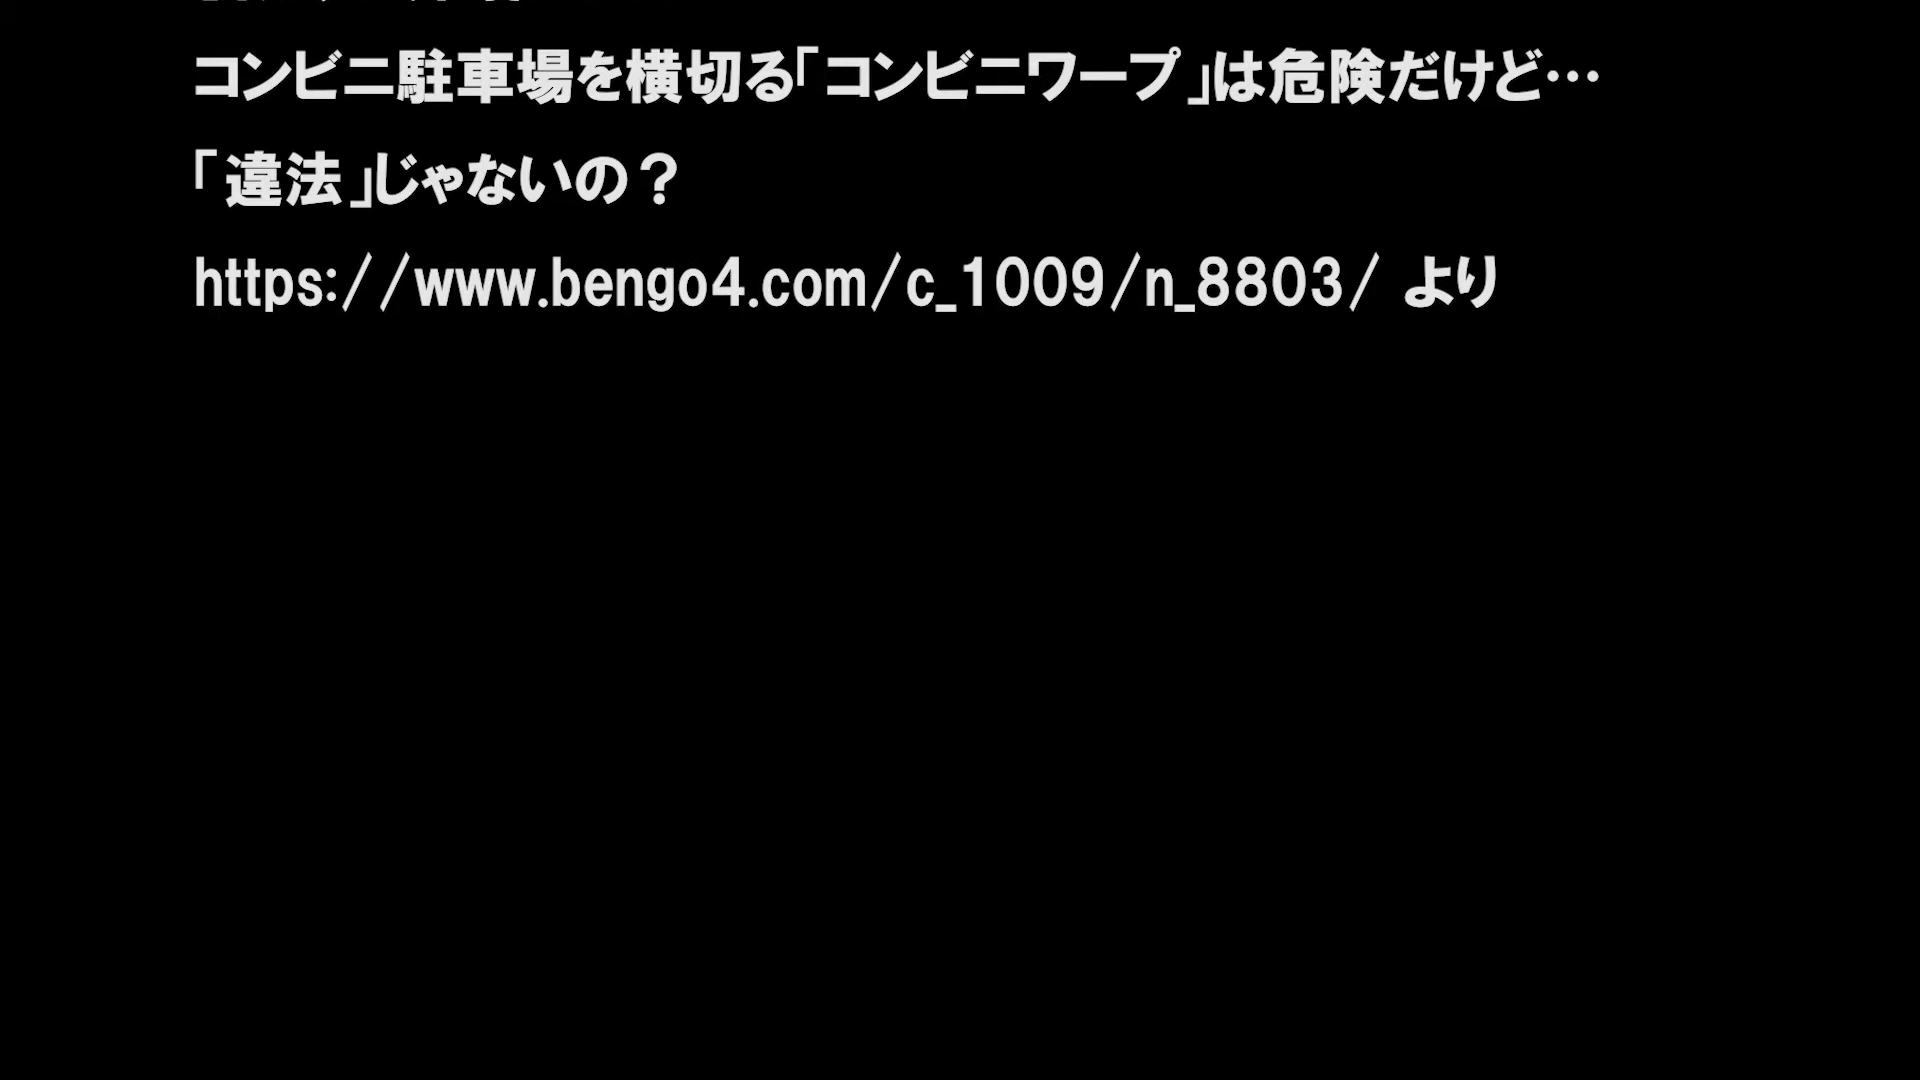 コンビニ駐車場を横切る「コンビニワープ」は危険だけど…
「違法」じゃないの？
https://www.bengo4.com/c_1009/n_8803/ より